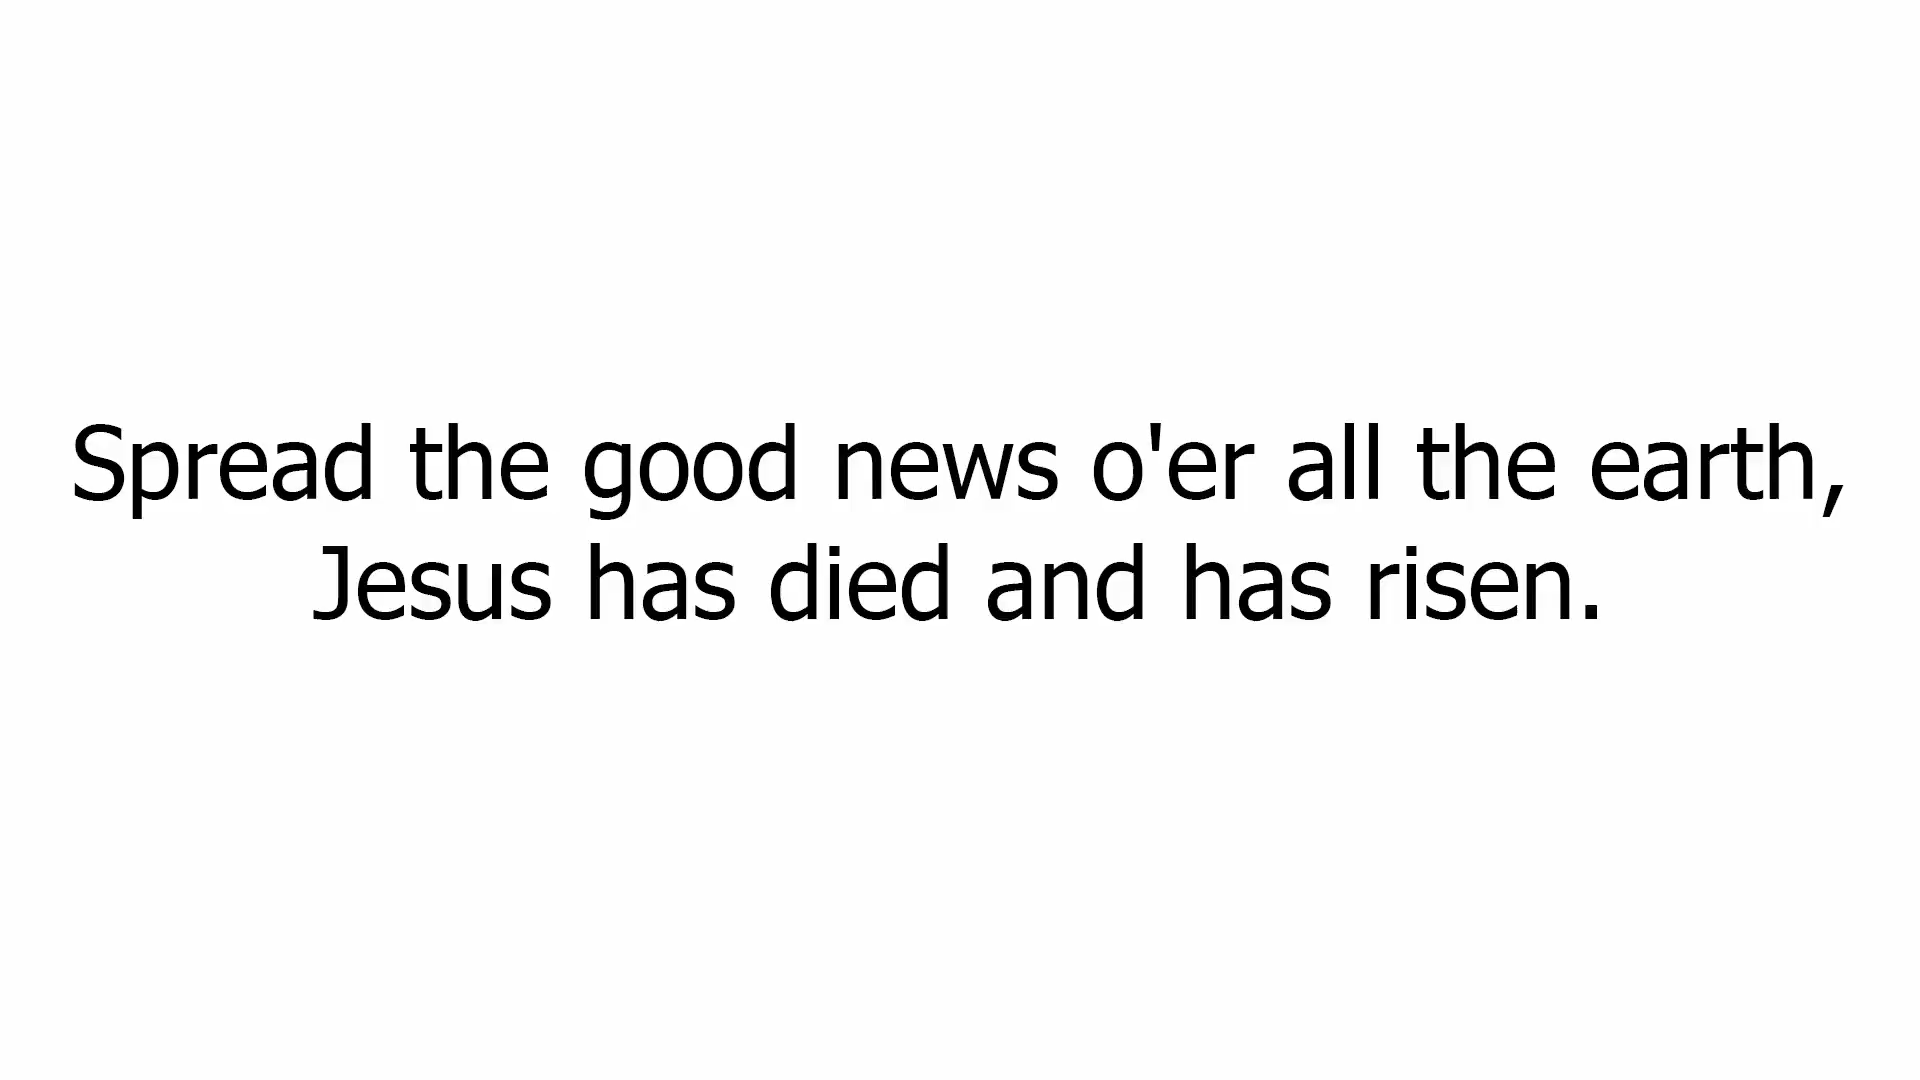 Spread the good news o'er all the earth,
Jesus has died and has risen.